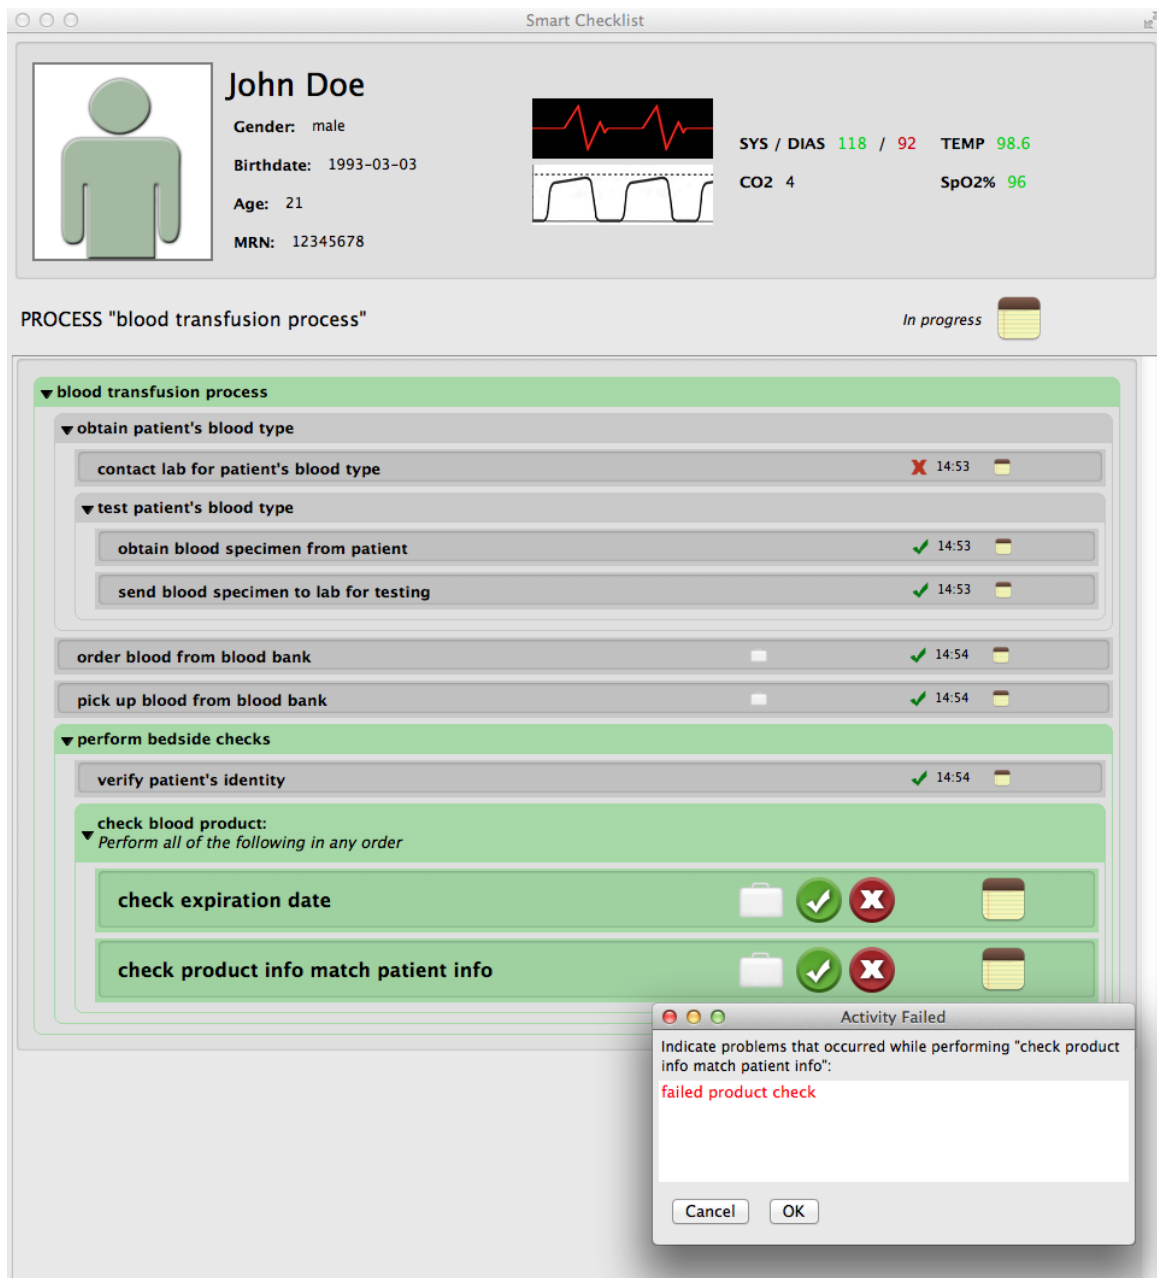 Smart Checklist
John Doe
Gender: male
Birthdate: 1993-03-03
Age: 21
MRN: 12345678
SYS / DIAS 118 / 92 TEMP 98.6
CO2 4 SpO2% 96
PROCESS "blood transfusion process"
In progress
blood transfusion process
obtain patient's blood type
contact lab for patient's blood type 14:53
test patient's blood type
obtain blood specimen from patient 14:53
send blood specimen to lab for testing 14:53
order blood from blood bank 14:54
pick up blood from blood bank 14:54
perform bedside checks
verify patient's identity 14:54
check blood product:
Perform all of the following in any order
check expiration date
check product info match patient info
Activity Failed
Indicate problems that occurred while performing "check product
info match patient info":
failed product check
Cancel OK